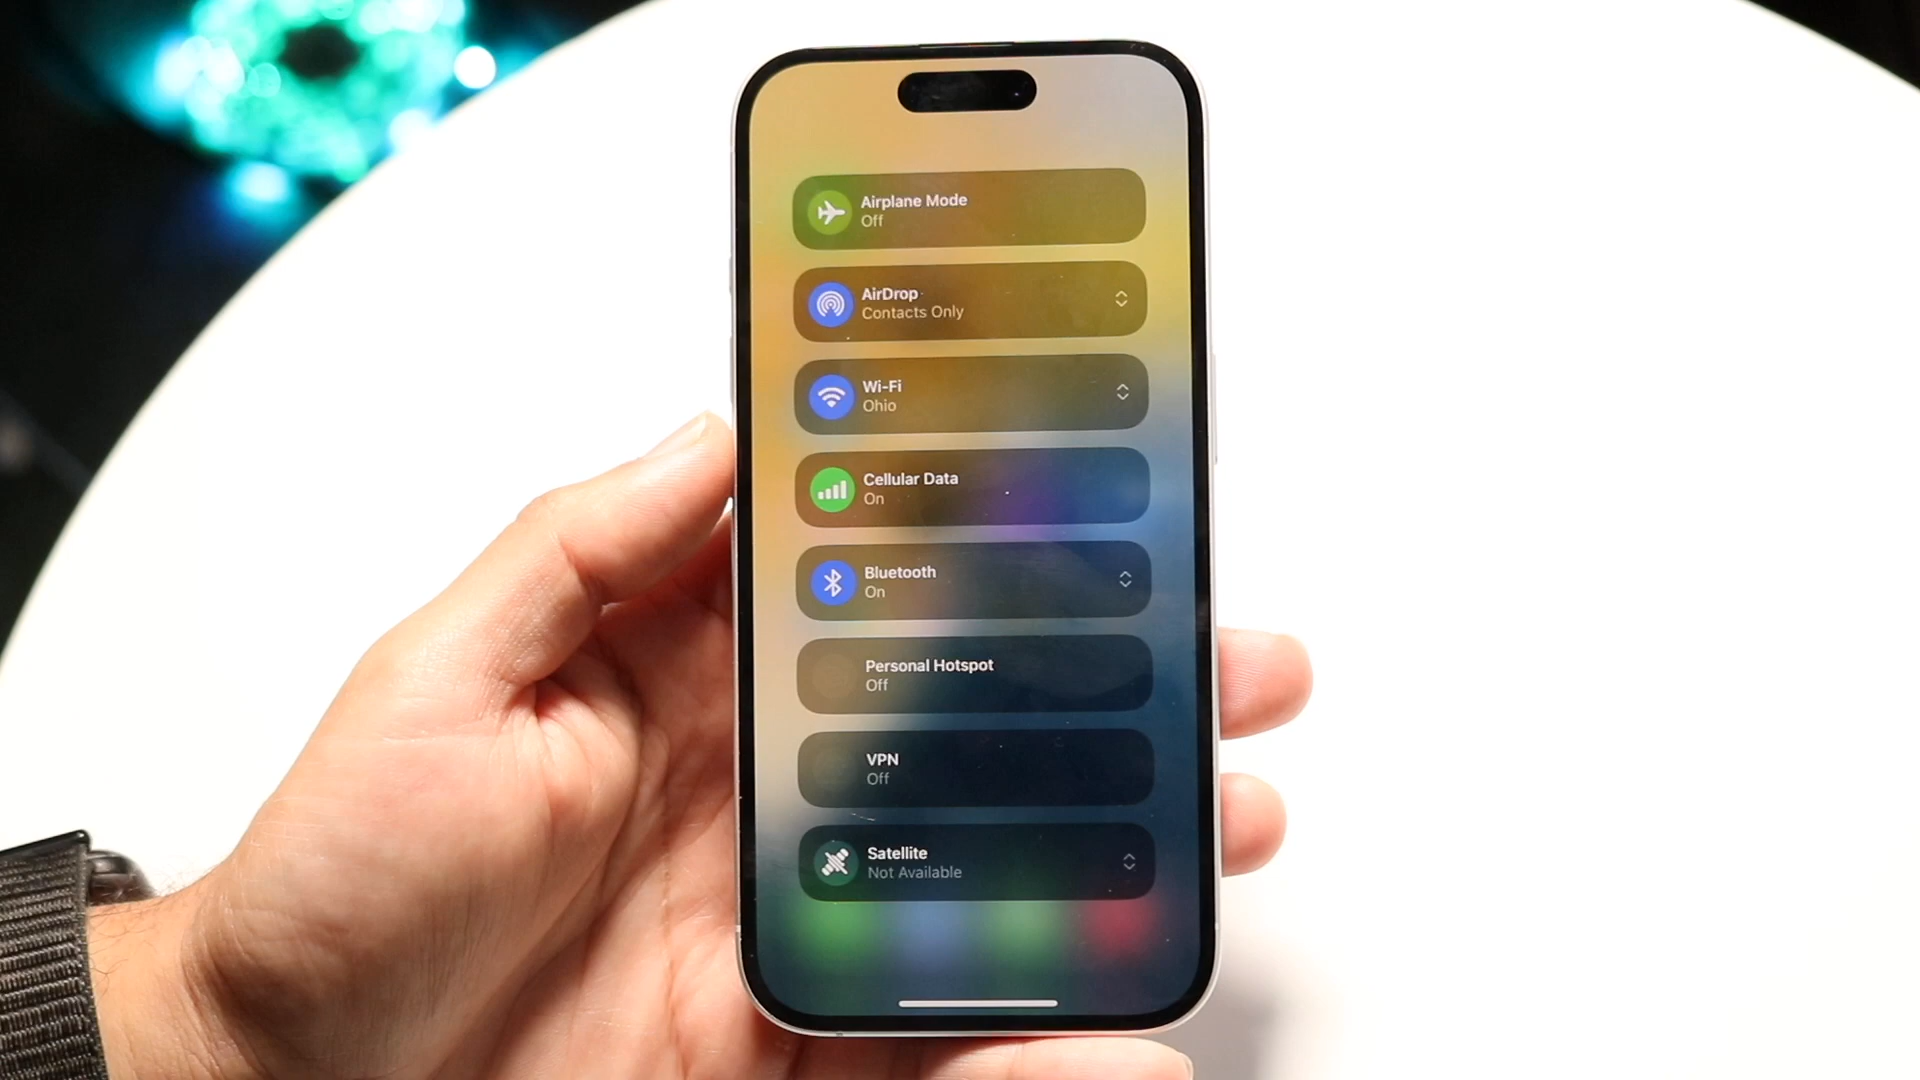 Airplane Mode
Off
AirDrop
Contacts Only
Wi-Fi
Ohio
Cellular Data
On
Bluetooth
On
Personal Hotspot
Off
VPN
Off
Satellite
Not Available